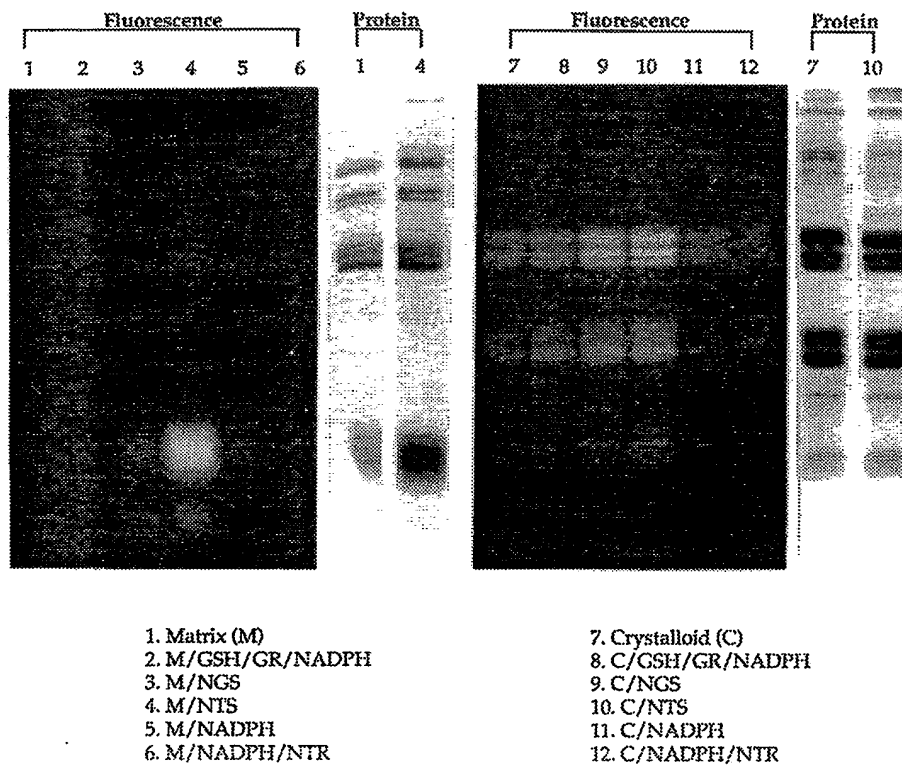 Fluorescence Protein Fluorescence Protein
1 2 3 4 5 6 1 4 7 8 9 10 11 12 7 10
1. Matrix (M)
2. M/GSH/GR/NADPH
3. M/NGS
4. M/NTS
5. M/NADPH
6. M/NADPH/NTR
7. Crystalloid (C)
8. C/GSH/GR/NADPH
9. C/NGS
10. C/NTS
11. C/NADPH
12. C/NADPH/NTR